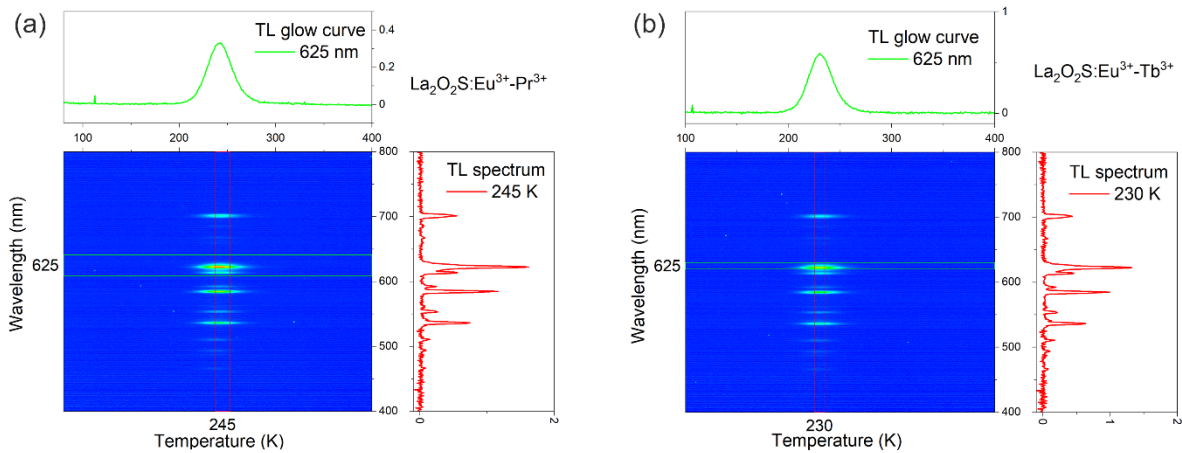 (a)
TL glow curve
625 nm
0.4
0.2
0
La₂O₂S:Eu³⁺-Pr³⁺
100 200 300 400
Wavelength (nm)
625
245
Temperature (K)
800
700
600
500
400
TL spectrum
245 K
0 1 2
(b)
TL glow curve
625 nm
1
0
La₂O₂S:Eu³⁺-Tb³⁺
100 200 300 400
Wavelength (nm)
625
230
Temperature (K)
800
700
600
500
400
TL spectrum
230 K
0 1 2